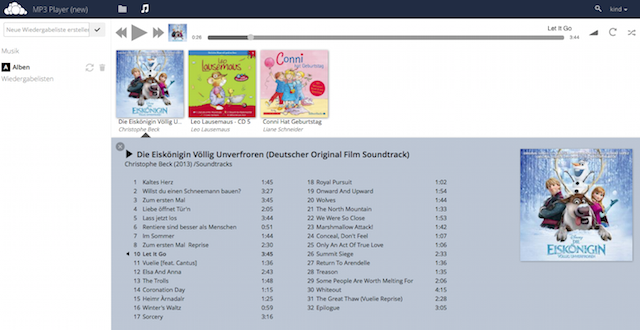 MP3 Player (new)
kind
Neue Wiedergabeliste erstellen
Musik
A Alben
Wiedergabelisten
0:26
Let It Go
3:44
Die Eiskönigin Völlig U...
Christophe Beck
Leo Lausemaus - CD 5
Leo Lausemaus
Conni Hat Geburtstag
Liane Schneider
Die Eiskönigin Völlig Unverfroren (Deutscher Original Film Soundtrack)
Christophe Beck (2013) /Soundtracks
1 Kaltes Herz 1:45
2 Willst du einen Schneemann bauen? 3:27
3 Zum ersten Mal 3:45
4 Liebe öffnet Tür'n 2:05
5 Lass jetzt los 3:44
6 Rentiere sind besser als Menschen 0:51
7 Im Sommer 1:44
8 Zum ersten Mal Reprise 2:30
10 Let It Go 3:45
11 Vuelie [feat. Cantus] 1:36
12 Elsa And Anna 2:43
13 The Trolls 1:48
14 Coronation Day 1:15
15 Heimr Àrnadalr 1:25
16 Winter's Waltz 0:59
17 Sorcery 3:16
18 Royal Pursuit 1:02
19 Onward And Upward 1:54
20 Wolves 1:44
21 The North Mountain 1:33
22 We Were So Close 1:53
23 Marshmallow Attack! 1:42
24 Conceal, Don't Feel 1:07
25 Only An Act Of True Love 1:06
26 Summit Siege 2:33
27 Return To Arendelle 1:36
28 Treason 1:35
29 Some People Are Worth Melting For 2:06
30 Whiteout 4:15
31 The Great Thaw (Vuelie Reprise) 2:28
32 Epilogue 3:05
DIE EISKÖNIGIN
VÖLLIG UNVERFROREN